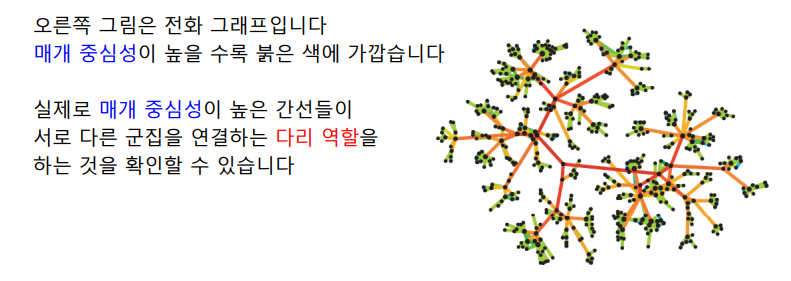 오른쪽 그림은 전화 그래프입니다
매개 중심성이 높을 수록 붉은 색에 가깝습니다
실제로 매개 중심성이 높은 간선들이
서로 다른 군집을 연결하는 다리 역할을
하는 것을 확인할 수 있습니다